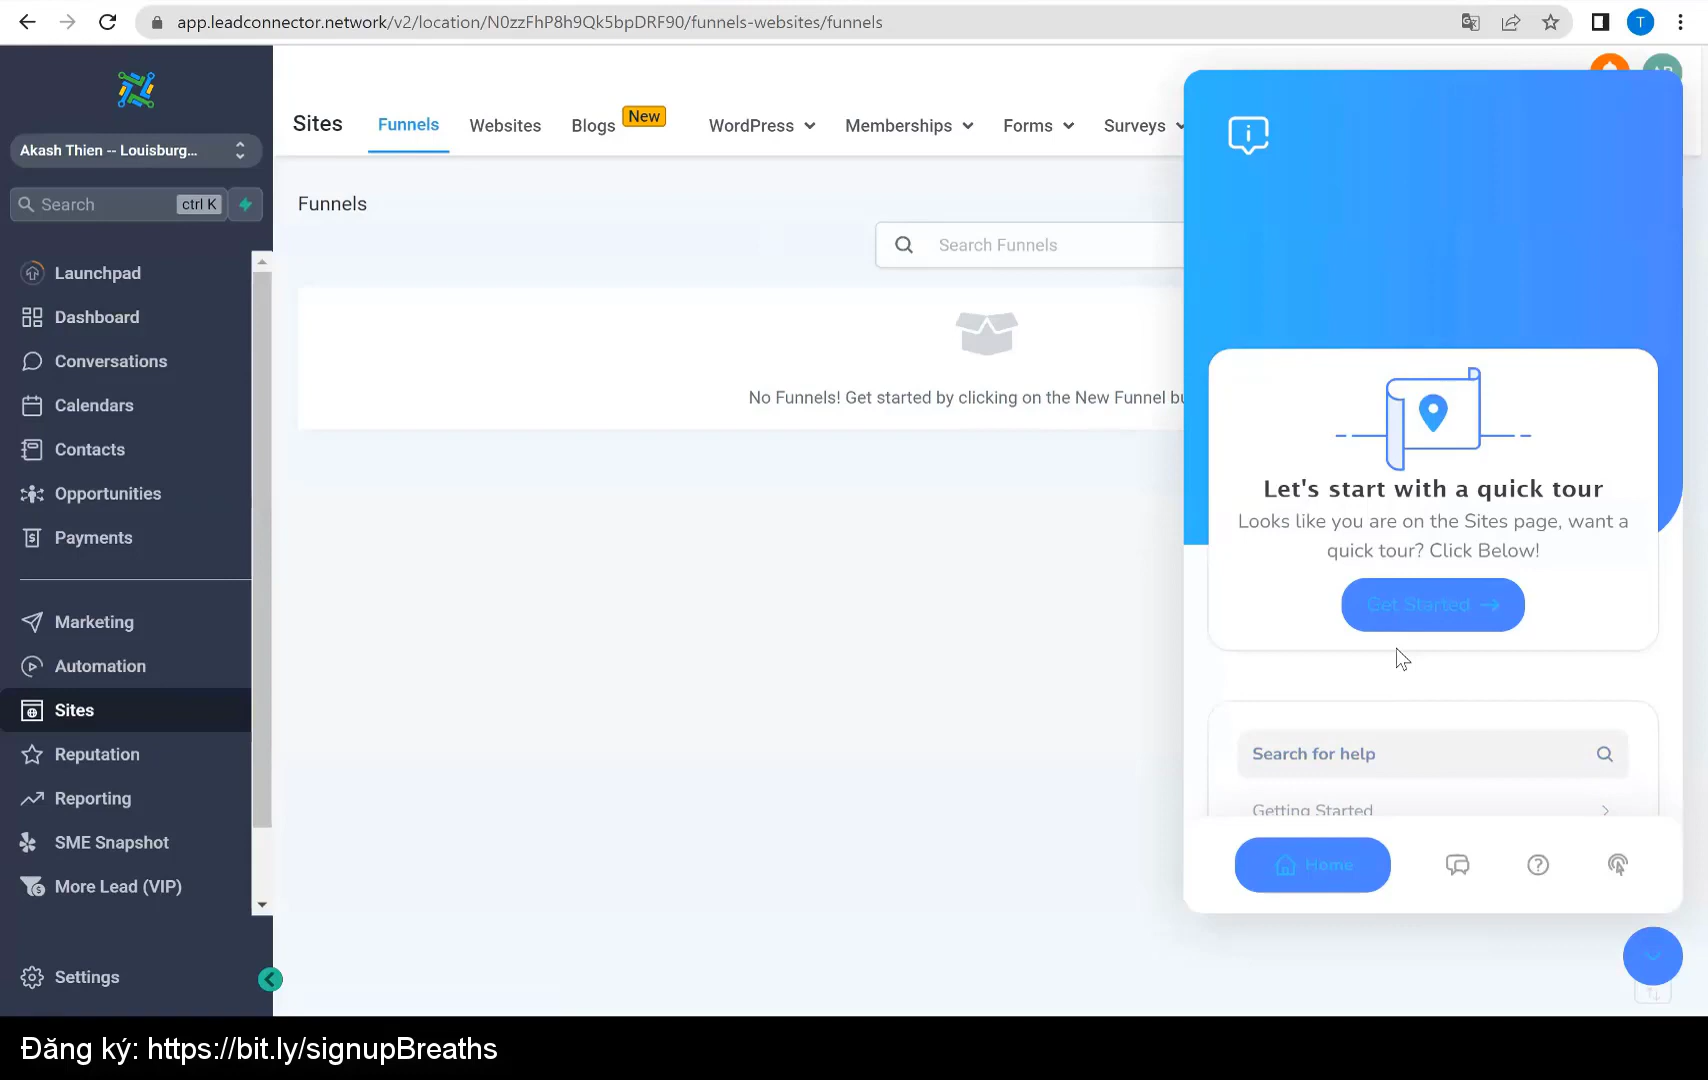 app.leadconnector.network/v2/location/N0zzFhP8h9Qk5bpDRF90/funnels-websites/funnels
T
Akash Thien -- Louisburg...
Search ctrl K
Launchpad
Dashboard
Conversations
Calendars
Contacts
Opportunities
Payments
Marketing
Automation
Sites
Reputation
Reporting
SME Snapshot
More Lead (VIP)
Settings
Sites Funnels Websites Blogs New WordPress Memberships Forms Surveys
Funnels
Search Funnels
No Funnels! Get started by clicking on the New Funnel bu
Let's start with a quick tour
Looks like you are on the Sites page, want a
quick tour? Click Below!
Get Started
Search for help
Getting Started
Home
Đăng ký: https://bit.ly/signupBreaths